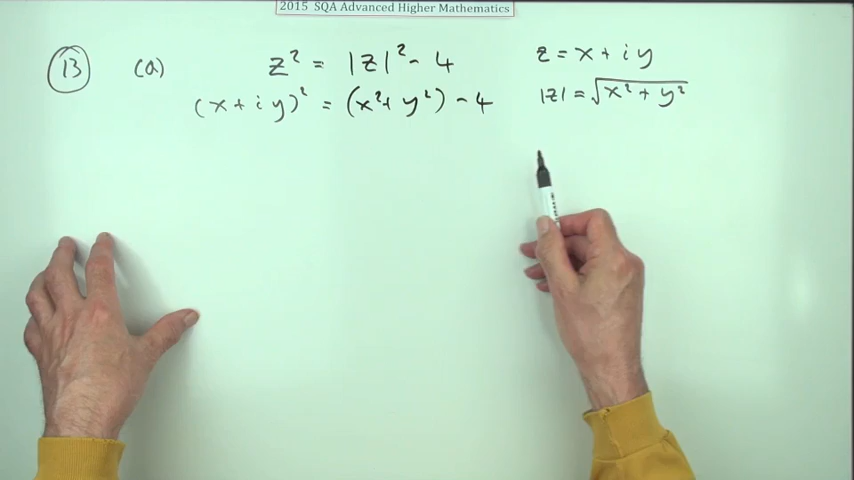 2015 SQA Advanced Higher Mathematics
13 (a) z² = |z|² - 4
z = x + iy
(x + iy)² = (x² + y²) - 4
|z| = √x² + y²